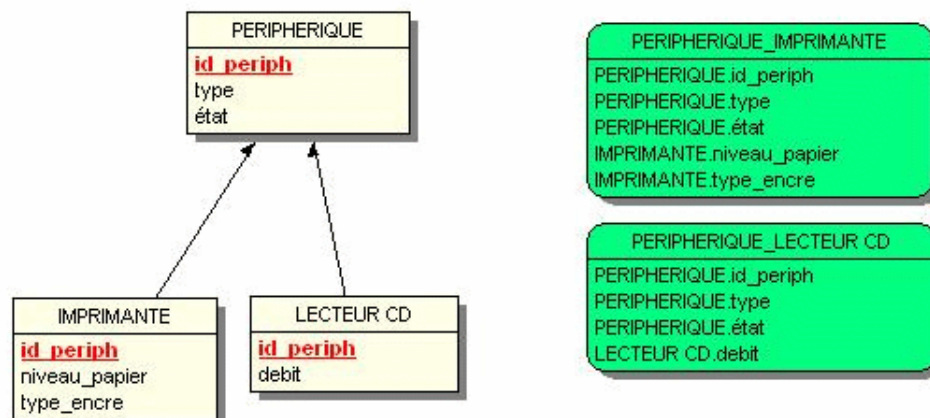 PERIPHERIQUE
id_periph
type
état
IMPRIMANTE
id_periph
niveau_papier
type_encre
LECTEUR CD
id_periph
debit
PERIPHERIQUE_IMPRIMANTE
PERIPHERIQUE.id_periph
PERIPHERIQUE.type
PERIPHERIQUE.état
IMPRIMANTE.niveau_papier
IMPRIMANTE.type_encre
PERIPHERIQUE_LECTEUR CD
PERIPHERIQUE.id_periph
PERIPHERIQUE.type
PERIPHERIQUE.état
LECTEUR CD.debit